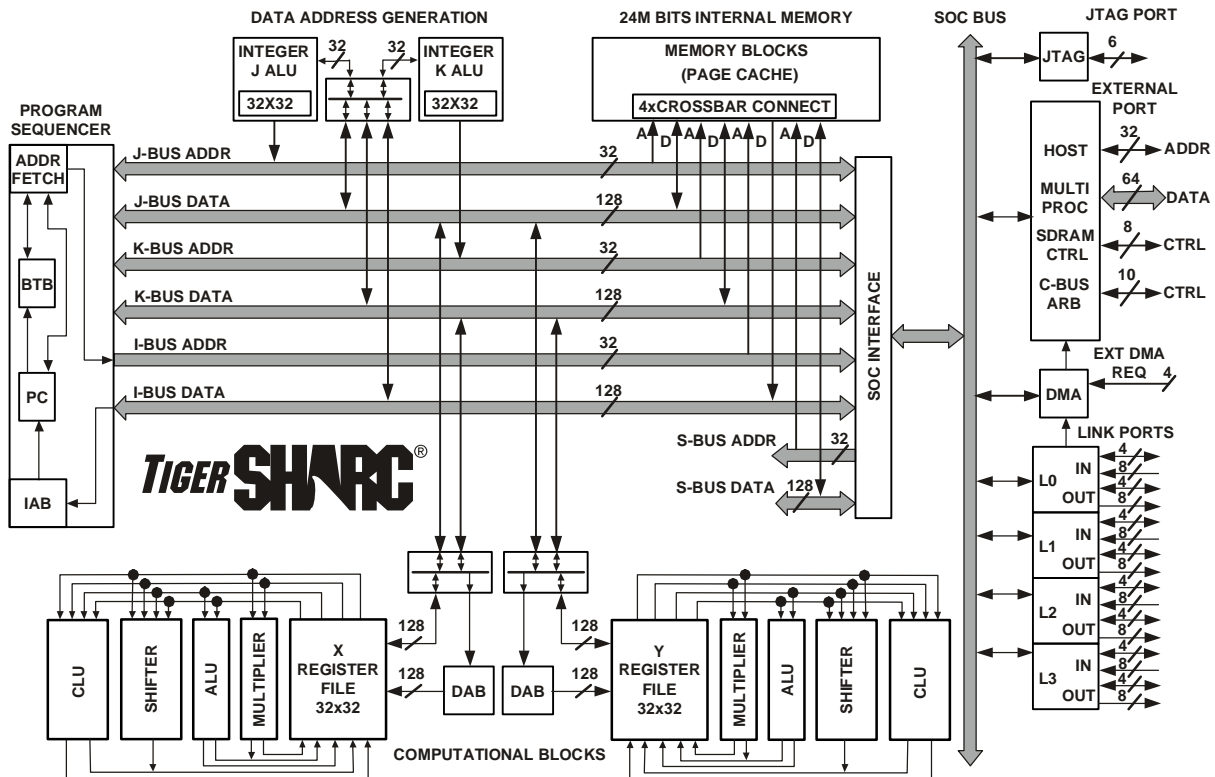 DATA ADDRESS GENERATION
24M BITS INTERNAL MEMORY
SOC BUS
JTAG PORT
INTEGER
J ALU
32X32
32
32
INTEGER
K ALU
32X32
MEMORY BLOCKS
(PAGE CACHE)
4xCROSSBAR CONNECT
A D A D A D A D
JTAG
6
EXTERNAL
PORT
HOST
32
ADDR
MULTI
PROC
64
DATA
SDRAM
CTRL
8
CTRL
C-BUS
ARB
10
CTRL
PROGRAM
SEQUENCER
ADDR
FETCH
BTB
PC
IAB
J-BUS ADDR
32
J-BUS DATA
128
K-BUS ADDR
32
K-BUS DATA
128
I-BUS ADDR
32
I-BUS DATA
128
S-BUS ADDR
32
S-BUS DATA
128
SOC INTERFACE
EXT DMA
REQ
4
DMA
LINK PORTS
L0
IN
OUT
4
8
4
8
L1
IN
OUT
4
8
4
8
L2
IN
OUT
4
8
4
8
L3
IN
OUT
4
8
4
8
TIGER SHARC®
CLU
SHIFTER
ALU
MULTIPLIER
X
REGISTER
FILE
32x32
128
128
DAB
DAB
128
128
Y
REGISTER
FILE
32x32
MULTIPLIER
ALU
SHIFTER
CLU
COMPUTATIONAL BLOCKS